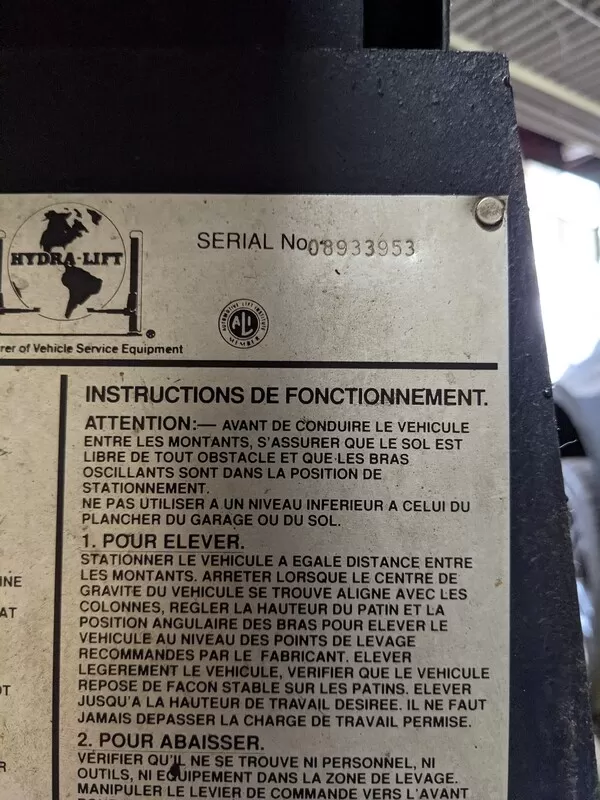 SERIAL No. 08933953
HYDRA-LIFT
AUTOMOTIVE LIFT INSTITUTE
ALI
MEMBER
rer of Vehicle Service Equipment
INSTRUCTIONS DE FONCTIONNEMENT.
ATTENTION:— AVANT DE CONDUIRE LE VEHICULE
ENTRE LES MONTANTS, S'ASSURER QUE LE SOL EST
LIBRE DE TOUT OBSTACLE ET QUE LES BRAS
OSCILLANTS SONT DANS LA POSITION DE
STATIONNEMENT.
NE PAS UTILISER A UN NIVEAU INFERIEUR A CELUI DU
PLANCHER DU GARAGE OU DU SOL.
1. POUR ELEVER.
STATIONNER LE VEHICULE A EGALE DISTANCE ENTRE
LES MONTANTS. ARRETER LORSQUE LE CENTRE DE
GRAVITE DU VEHICULE SE TROUVE ALIGNE AVEC LES
COLONNES, REGLER LA HAUTEUR DU PATIN ET LA
POSITION ANGULAIRE DES BRAS POUR ELEVER LE
VEHICULE AU NIVEAU DES POINTS DE LEVAGE
RECOMMANDES PAR LE FABRICANT. ELEVER
LEGEREMENT LE VEHICULE, VERIFIER QUE LE VEHICULE
REPOSE DE FACON STABLE SUR LES PATINS. ELEVER
JUSQU'A LA HAUTEUR DE TRAVAIL DESIREE. IL NE FAUT
JAMAIS DEPASSER LA CHARGE DE TRAVAIL PERMISE.
2. POUR ABAISSER.
VERIFIER QU'IL NE SE TROUVE NI PERSONNEL, NI
OUTILS, NI EQUIPEMENT DANS LA ZONE DE LEVAGE.
MANIPULER LE LEVIER DE COMMANDE VERS L'AVANT